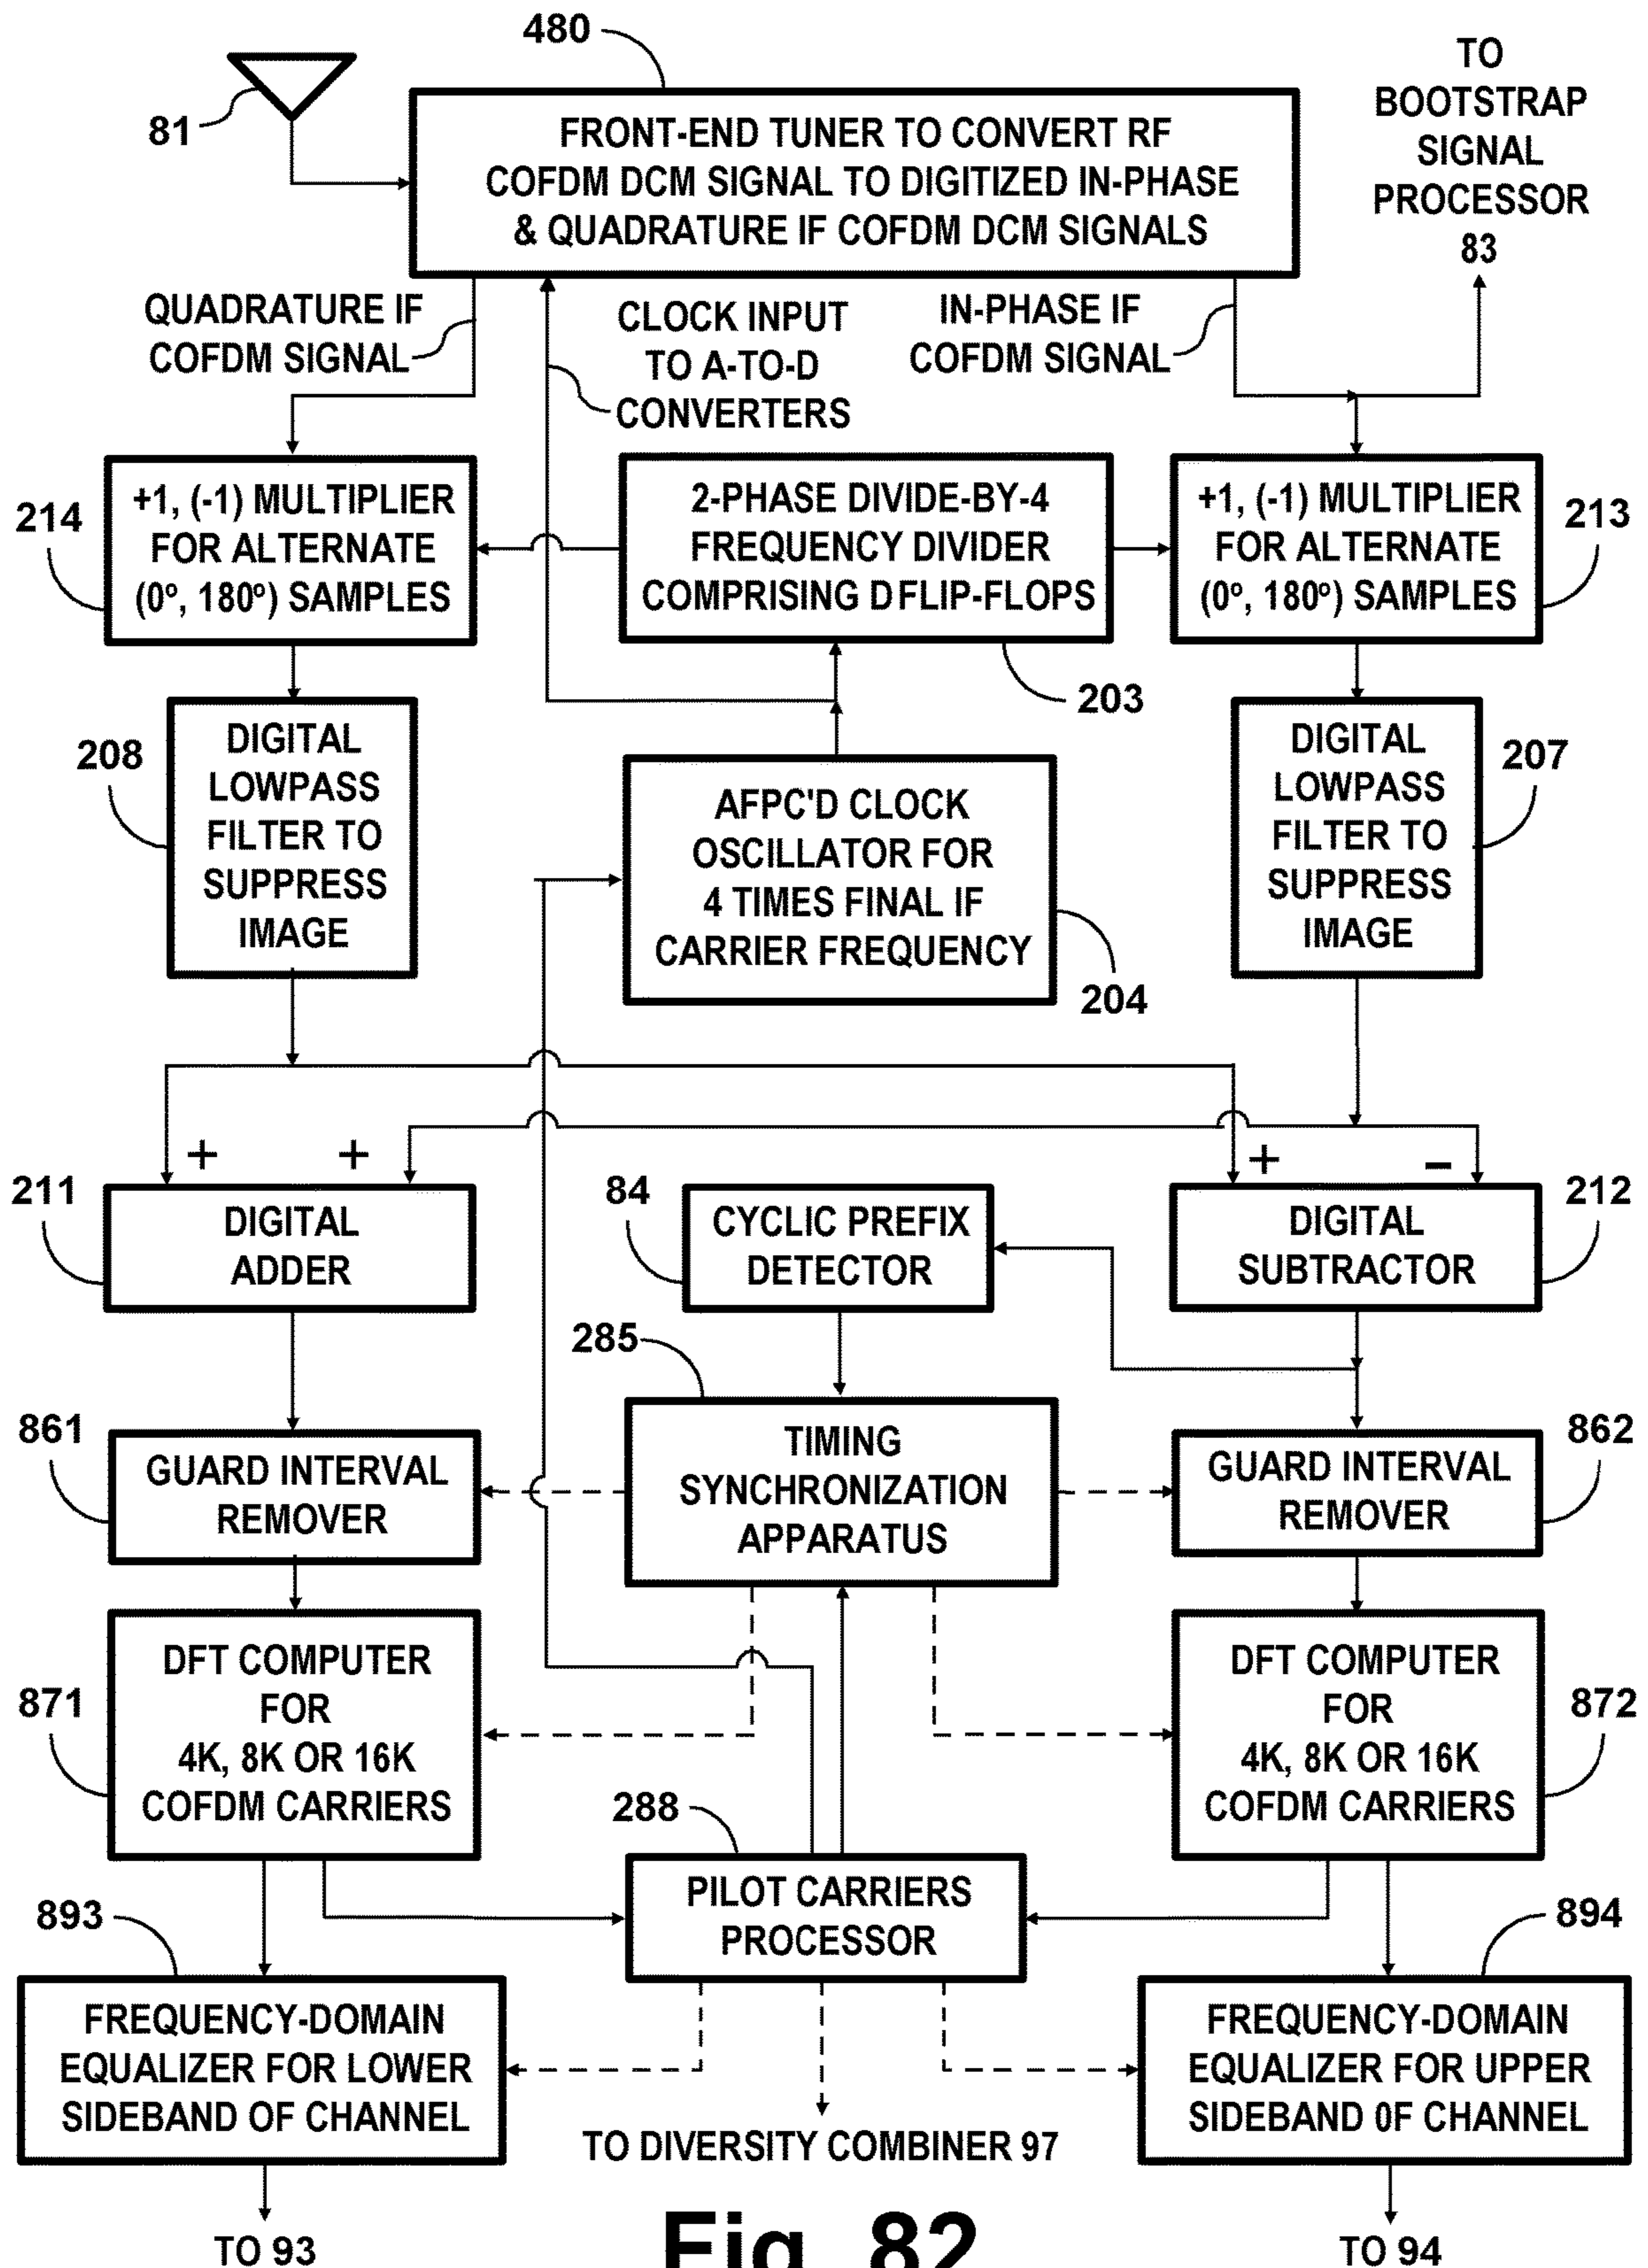 480
81
FRONT-END TUNER TO CONVERT RF
COFDM DCM SIGNAL TO DIGITIZED IN-PHASE
& QUADRATURE IF COFDM DCM SIGNALS
TO
BOOTSTRAP
SIGNAL
PROCESSOR
83
QUADRATURE IF
COFDM SIGNAL
CLOCK INPUT
TO A-TO-D
CONVERTERS
IN-PHASE IF
COFDM SIGNAL
214
+1, (-1) MULTIPLIER
FOR ALTERNATE
(0º, 180º) SAMPLES
2-PHASE DIVIDE-BY-4
FREQUENCY DIVIDER
COMPRISING D FLIP-FLOPS
203
+1, (-1) MULTIPLIER
FOR ALTERNATE
(0º, 180º) SAMPLES
213
208
DIGITAL
LOWPASS
FILTER TO
SUPPRESS
IMAGE
AFPC'D CLOCK
OSCILLATOR FOR
4 TIMES FINAL IF
CARRIER FREQUENCY
204
DIGITAL
LOWPASS
FILTER TO
SUPPRESS
IMAGE
207
+ +
+ -
211
DIGITAL
ADDER
84
CYCLIC PREFIX
DETECTOR
DIGITAL
SUBTRACTOR
212
285
861
GUARD INTERVAL
REMOVER
TIMING
SYNCHRONIZATION
APPARATUS
GUARD INTERVAL
REMOVER
862
871
DFT COMPUTER
FOR
4K, 8K OR 16K
COFDM CARRIERS
DFT COMPUTER
FOR
4K, 8K OR 16K
COFDM CARRIERS
872
288
PILOT CARRIERS
PROCESSOR
893
FREQUENCY-DOMAIN
EQUALIZER FOR LOWER
SIDEBAND OF CHANNEL
894
FREQUENCY-DOMAIN
EQUALIZER FOR UPPER
SIDEBAND 0F CHANNEL
TO DIVERSITY COMBINER 97
TO 93
Fig. 82
TO 94